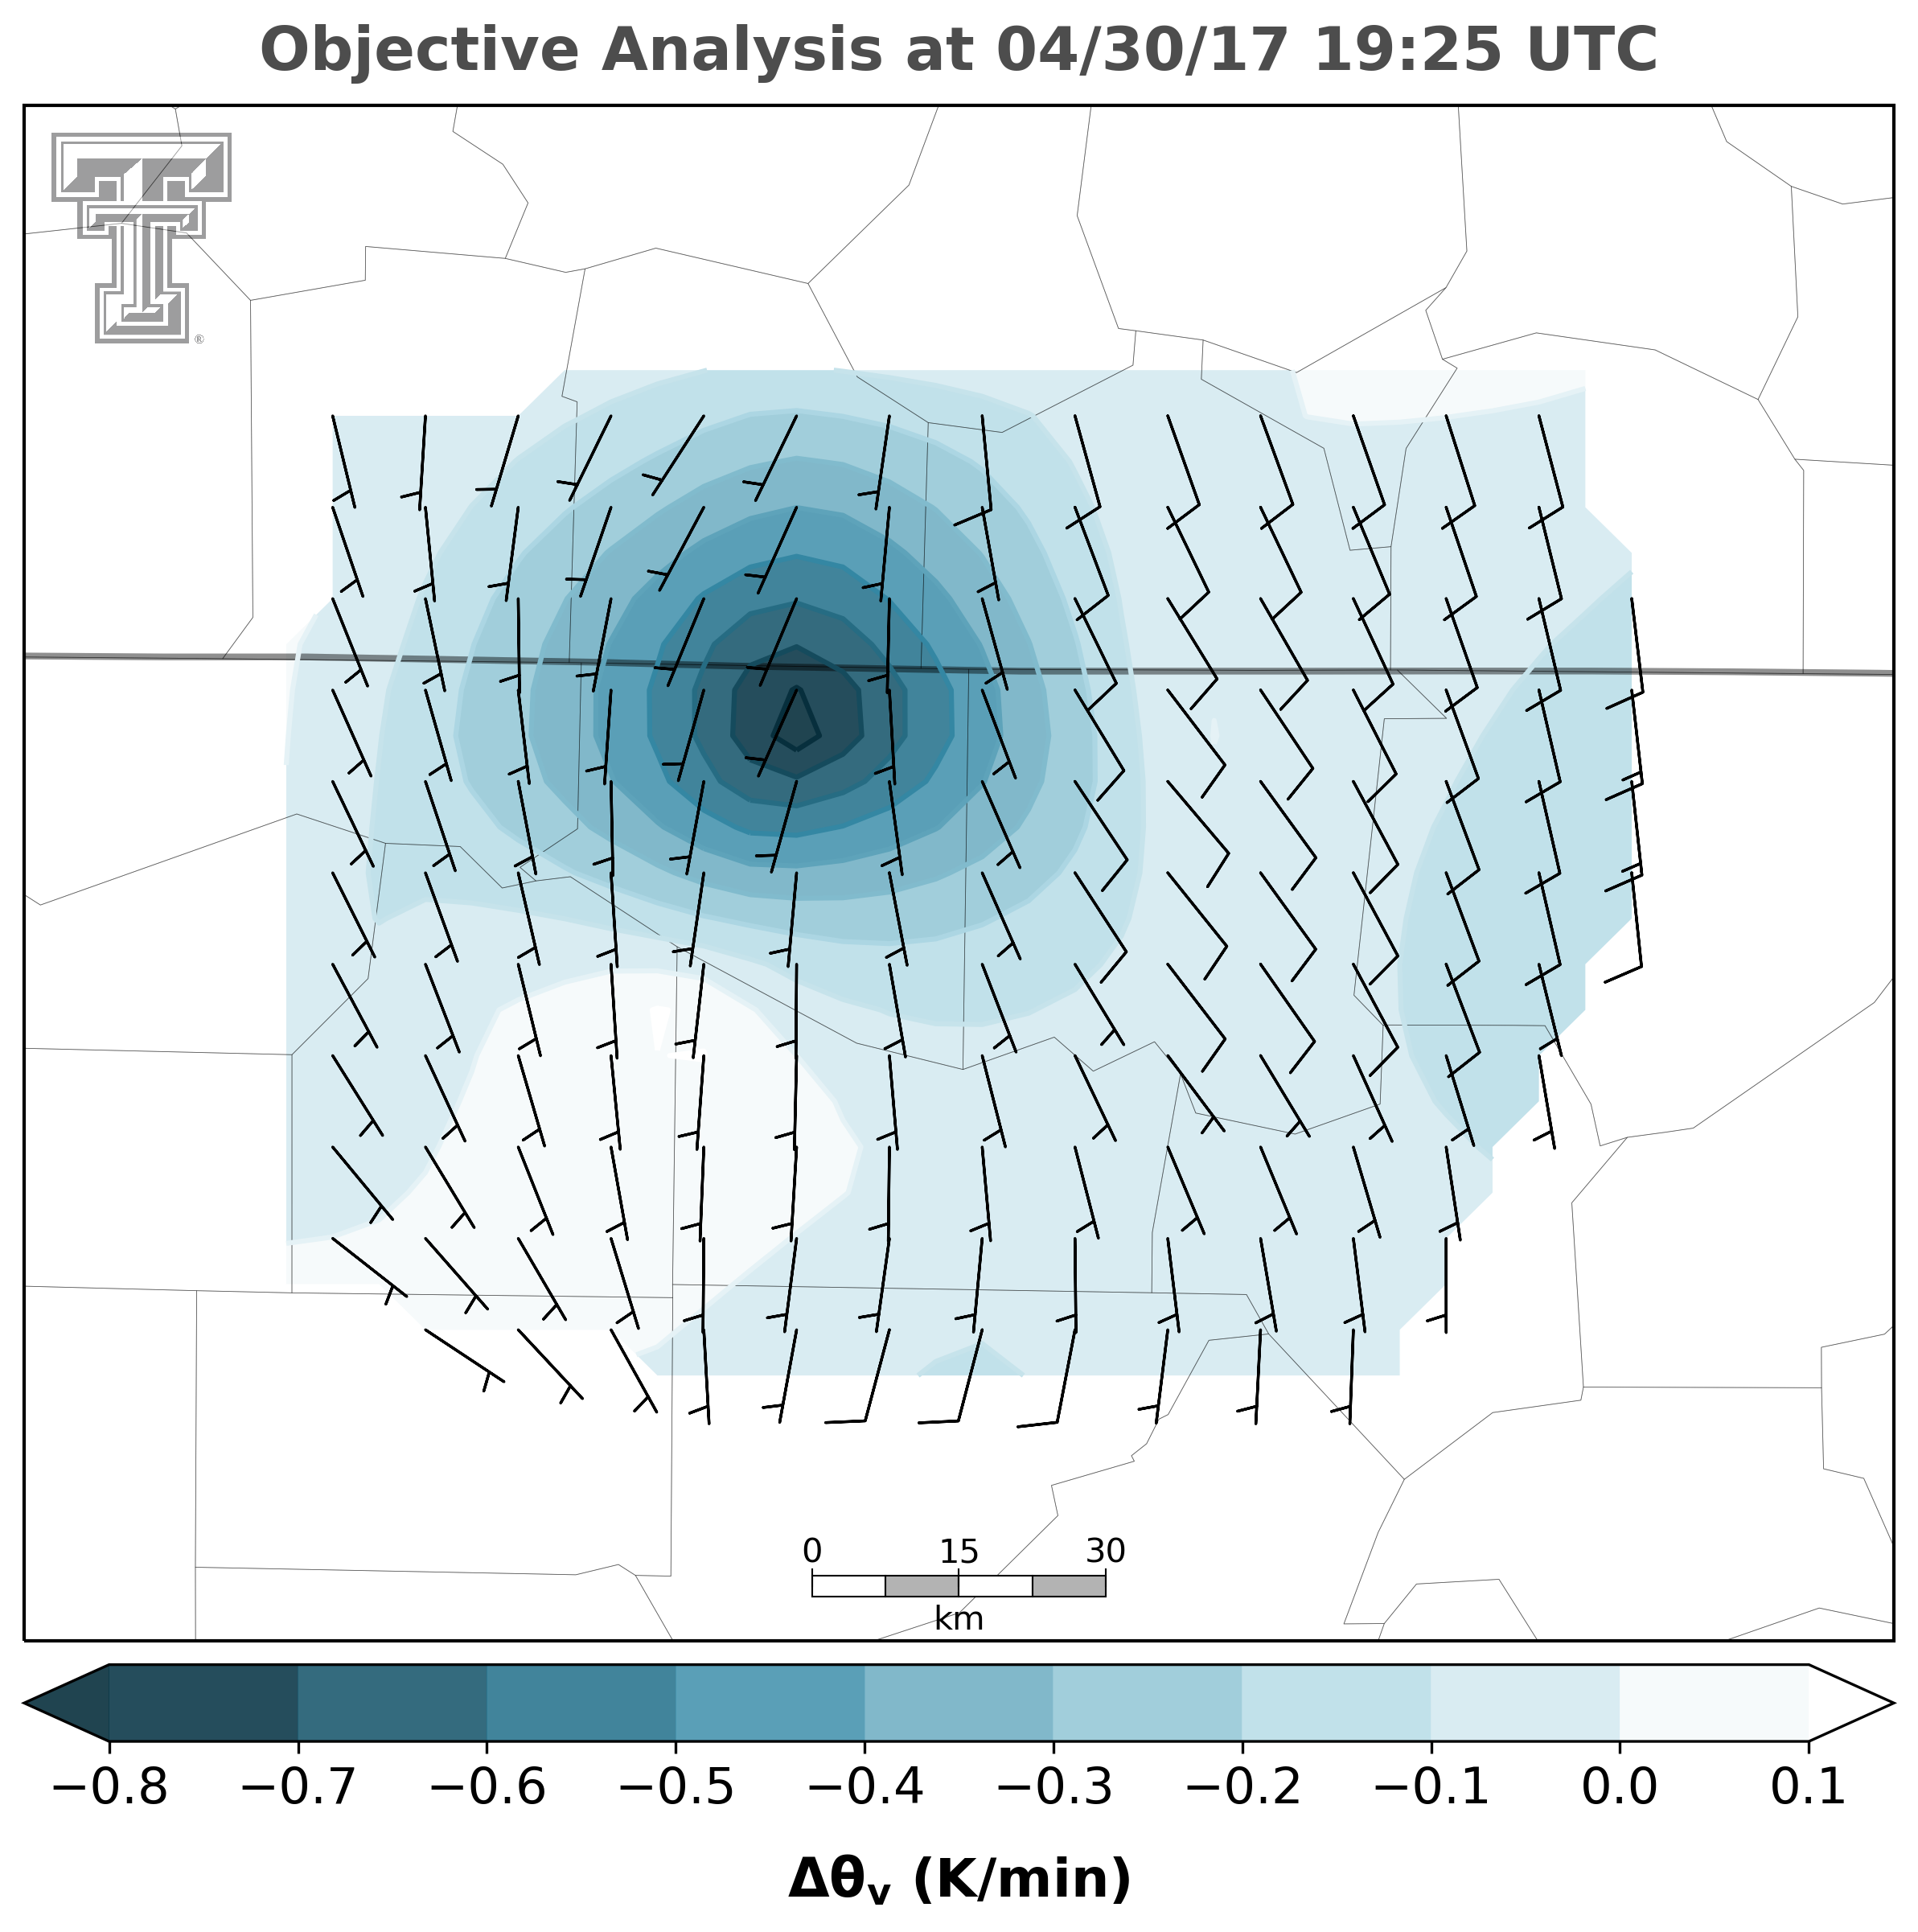 Objective Analysis at 04/30/17 19:25 UTC
®
0 15 30
km
−0.8 −0.7 −0.6 −0.5 −0.4 −0.3 −0.2 −0.1 0.0 0.1
Δθᵥ (K/min)